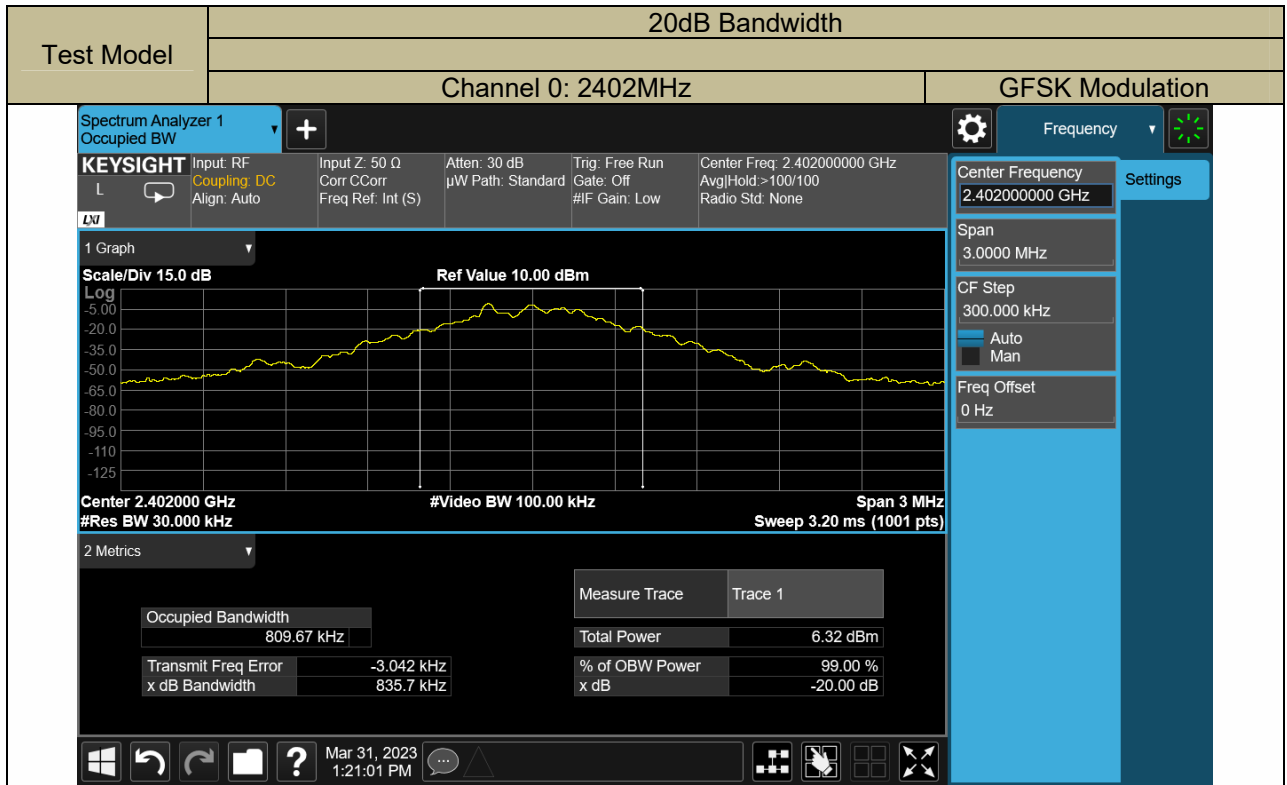 20dB Bandwidth
Test Model
Channel 0: 2402MHz
GFSK Modulation
Spectrum Analyzer 1
Occupied BW
Frequency
KEYSIGHT
L
LXI
Input: RF
Coupling: DC
Align: Auto
Input Z: 50 Ω
Corr CCorr
Freq Ref: Int (S)
Atten: 30 dB
µW Path: Standard
Trig: Free Run
Gate: Off
#IF Gain: Low
Center Freq: 2.402000000 GHz
Avg|Hold:>100/100
Radio Std: None
Center Frequency
2.402000000 GHz
Settings
Span
3.0000 MHz
CF Step
300.000 kHz
Auto
Man
Freq Offset
0 Hz
1 Graph
Scale/Div 15.0 dB
Ref Value 10.00 dBm
Log
-5.00
-20.0
-35.0
-50.0
-65.0
-80.0
-95.0
-110
-125
Center 2.402000 GHz
#Video BW 100.00 kHz
Span 3 MHz
#Res BW 30.000 kHz
Sweep 3.20 ms (1001 pts)
2 Metrics
Measure Trace
Trace 1
Occupied Bandwidth
809.67 kHz
Total Power
6.32 dBm
Transmit Freq Error
-3.042 kHz
% of OBW Power
99.00 %
x dB Bandwidth
835.7 kHz
x dB
-20.00 dB
?
Mar 31, 2023
1:21:01 PM